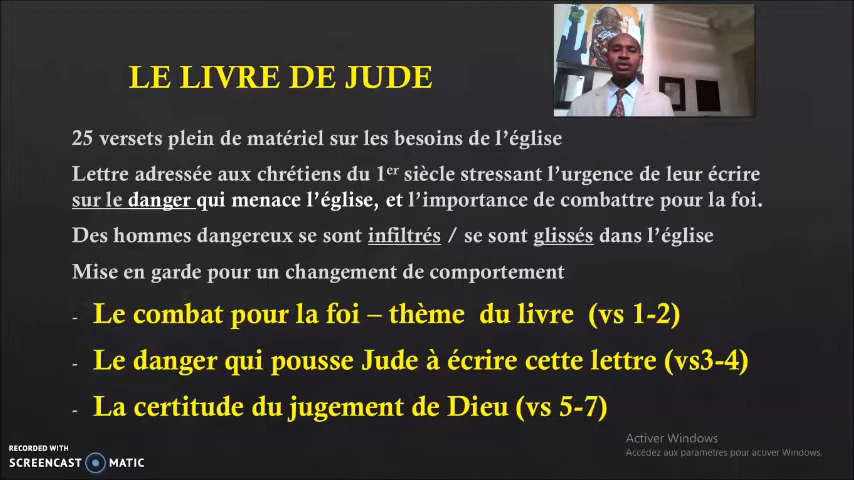 LE LIVRE DE JUDE
25 versets plein de matériel sur les besoins de l'église
Lettre adressée aux chrétiens du 1er siècle stressant l'urgence de leur écrire
sur le danger qui menace l'église, et l'importance de combattre pour la foi.
Des hommes dangereux se sont infiltrés / se sont glissés dans l'église
Mise en garde pour un changement de comportement
- Le combat pour la foi – thème du livre (vs 1-2)
- Le danger qui pousse Jude à écrire cette lettre (vs3-4)
- La certitude du jugement de Dieu (vs 5-7)
Activer Windows
Accédez aux paramètres pour activer Windows.
RECORDED WITH
SCREENCAST MATIC